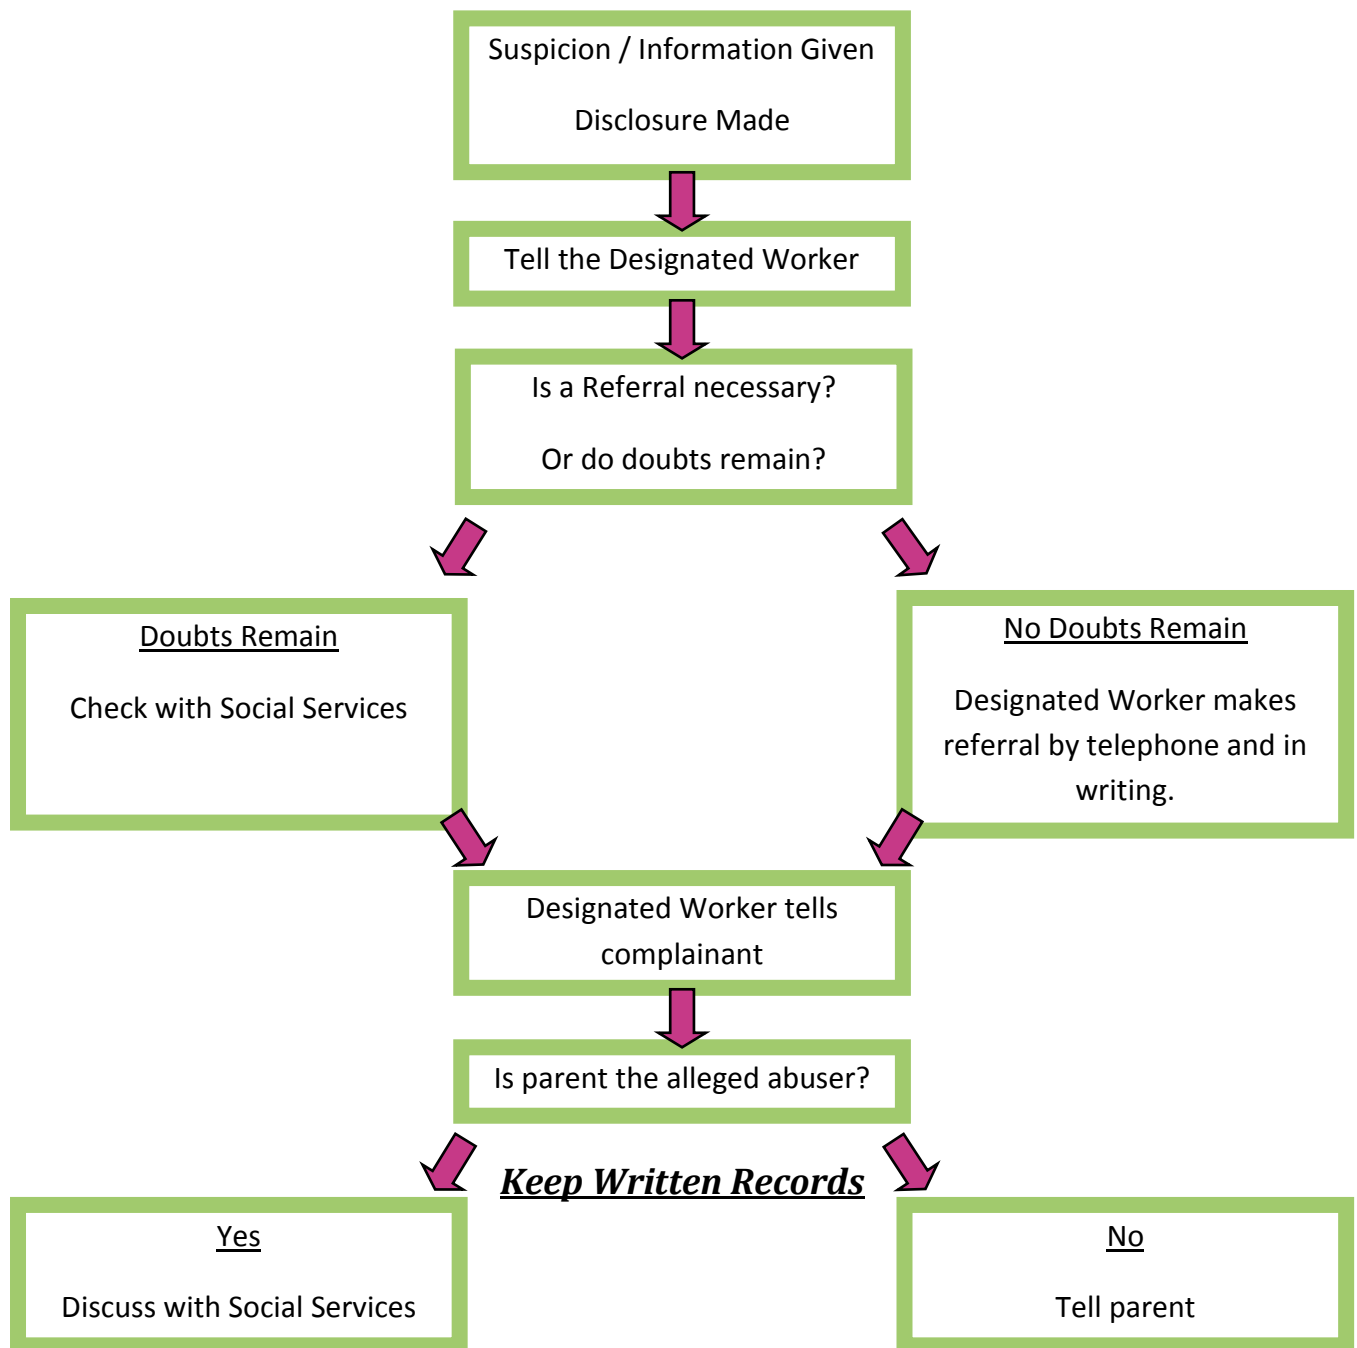 Suspicion / Information Given
Disclosure Made
Tell the Designated Worker
Is a Referral necessary?
Or do doubts remain?
Doubts Remain
Check with Social Services
No Doubts Remain
Designated Worker makes
referral by telephone and in
writing.
Designated Worker tells
complainant
Is parent the alleged abuser?
Keep Written Records
Yes
Discuss with Social Services
No
Tell parent